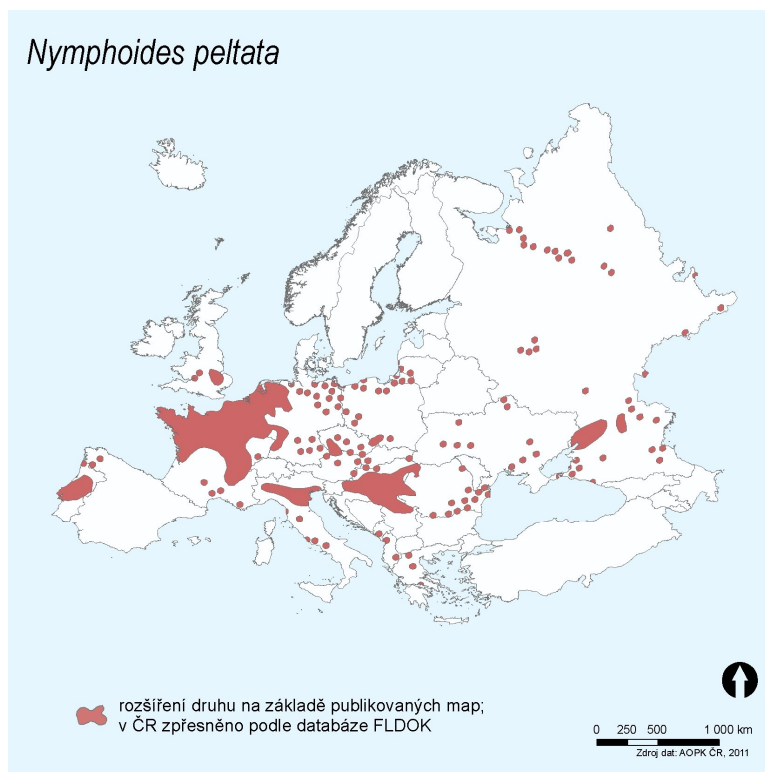 Nymphoides peltata
rozšíření druhu na základě publikovaných map;
v ČR zpřesněno podle databáze FLDOK
0 250 500 1 000 km
Zdroj dat: AOPK ČR, 2011